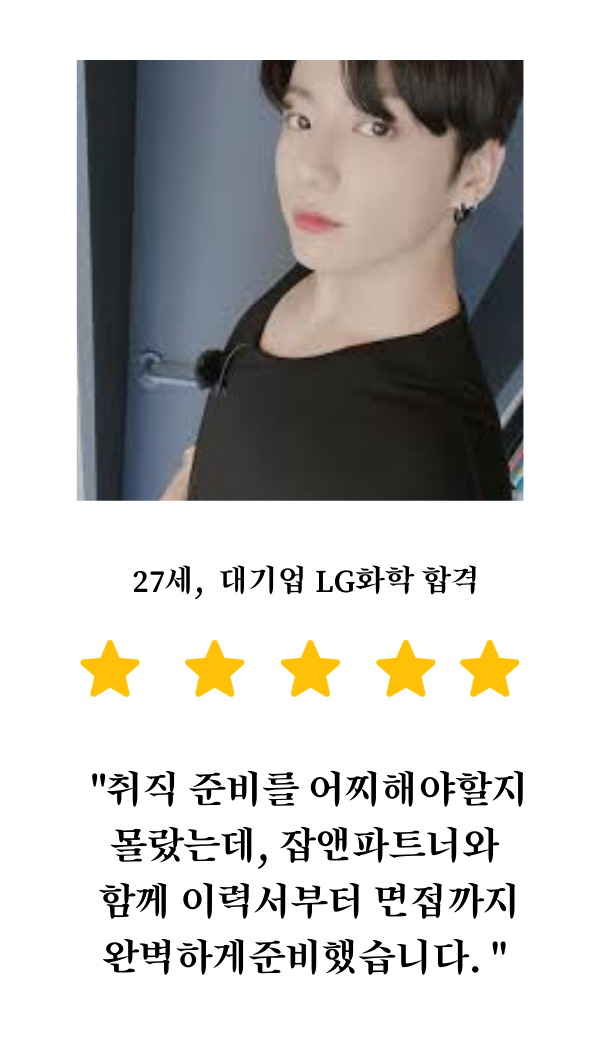 27세, 대기업 LG화학 합격
"취직 준비를 어찌해야할지
몰랐는데, 잡앤파트너와
함께 이력서부터 면접까지
완벽하게준비했습니다. "